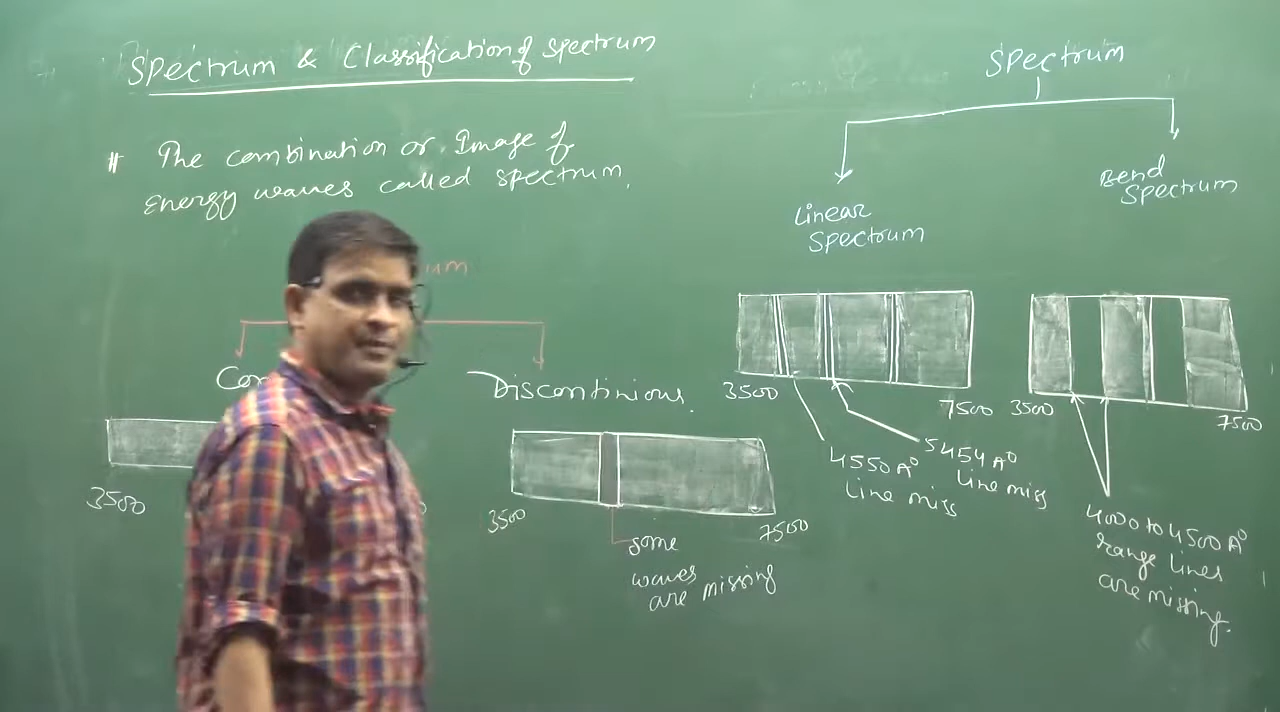 Spectrum & Classification of spectrum
# The combination or Image of
energy waves called spectrum.
um
Con
Discontinious.
3500
3500
7500
some
waves
are missing
Spectrum
Linear
Spectrum
Bend
Spectrum
3500
7500
4550 A°
line miss
5454 A°
line miss
3500
7500
4000 to 4500 A°
range lines
are missing.